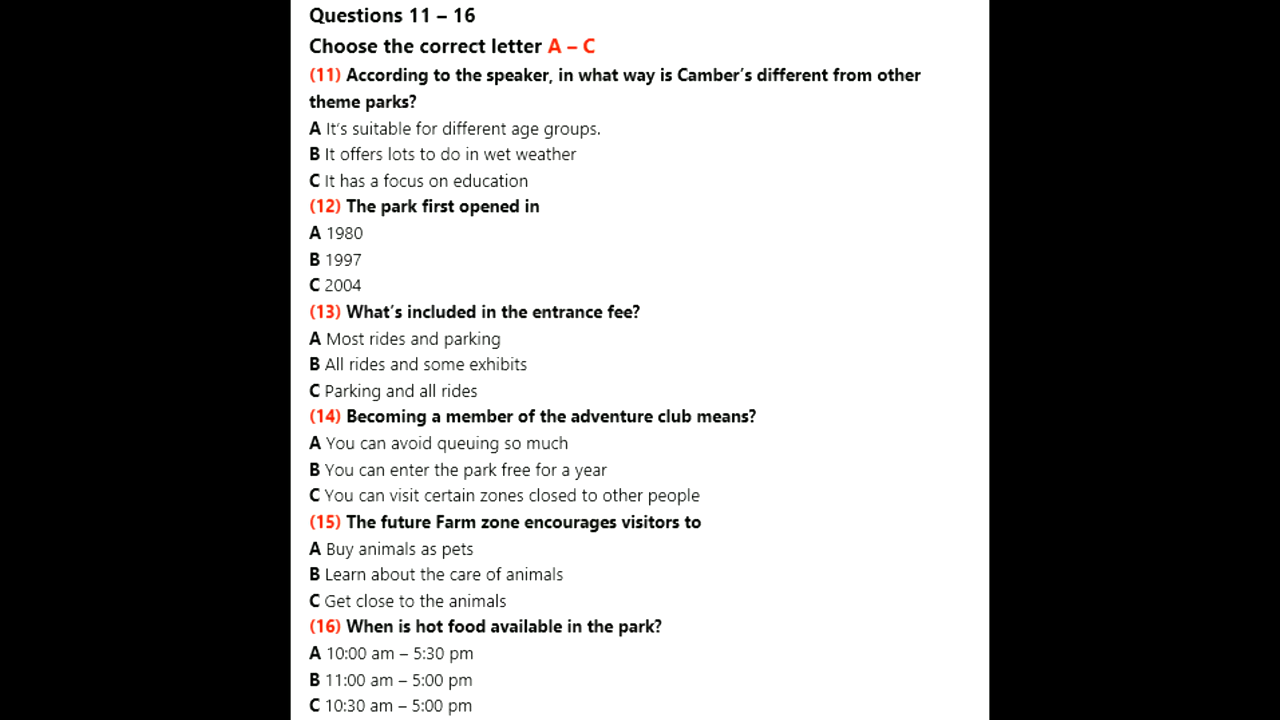 Questions 11 – 16
Choose the correct letter A – C
(11) According to the speaker, in what way is Camber's different from other
theme parks?
A It's suitable for different age groups.
B It offers lots to do in wet weather
C It has a focus on education
(12) The park first opened in
A 1980
B 1997
C 2004
(13) What's included in the entrance fee?
A Most rides and parking
B All rides and some exhibits
C Parking and all rides
(14) Becoming a member of the adventure club means?
A You can avoid queuing so much
B You can enter the park free for a year
C You can visit certain zones closed to other people
(15) The future Farm zone encourages visitors to
A Buy animals as pets
B Learn about the care of animals
C Get close to the animals
(16) When is hot food available in the park?
A 10:00 am – 5:30 pm
B 11:00 am – 5:00 pm
C 10:30 am – 5:00 pm